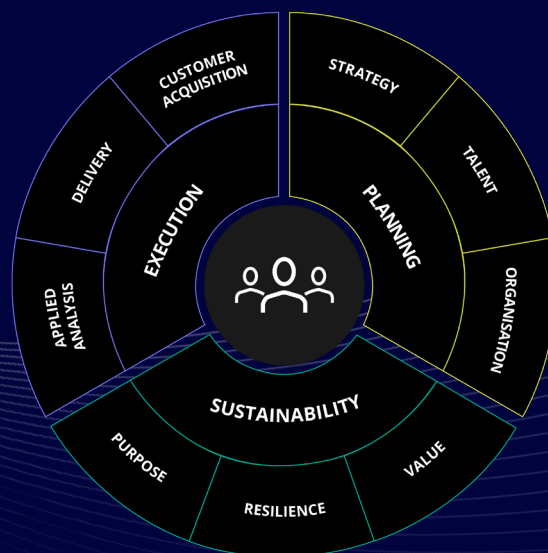 CUSTOMER
ACQUISITION
STRATEGY
DELIVERY
TALENT
EXECUTION
PLANNING
APPLIED
ANALYSIS
ORGANISATION
SUSTAINABILITY
PURPOSE
RESILIENCE
VALUE